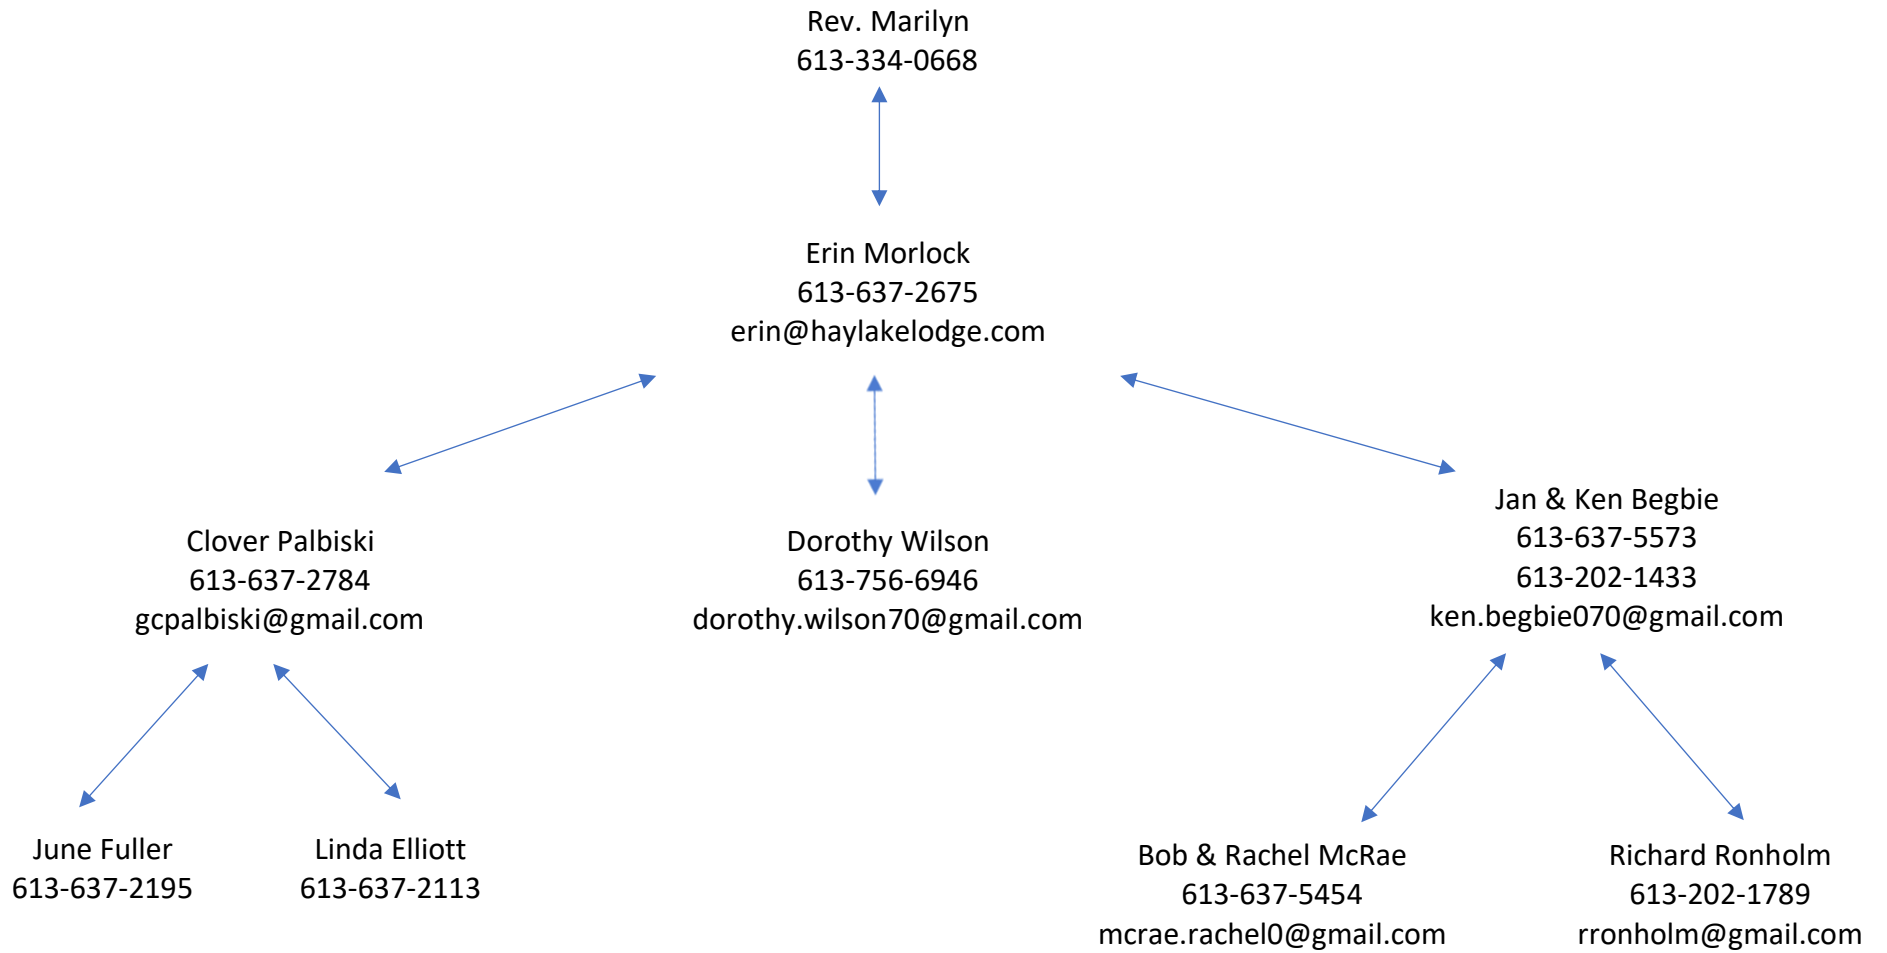 Rev. Marilyn
613-334-0668
Erin Morlock
613-637-2675
erin@haylakelodge.com
Clover Palbiski
613-637-2784
gcpalbiski@gmail.com
Dorothy Wilson
613-756-6946
dorothy.wilson70@gmail.com
Jan & Ken Begbie
613-637-5573
613-202-1433
ken.begbie070@gmail.com
June Fuller
613-637-2195
Linda Elliott
613-637-2113
Bob & Rachel McRae
613-637-5454
mcrae.rachel0@gmail.com
Richard Ronholm
613-202-1789
rronholm@gmail.com